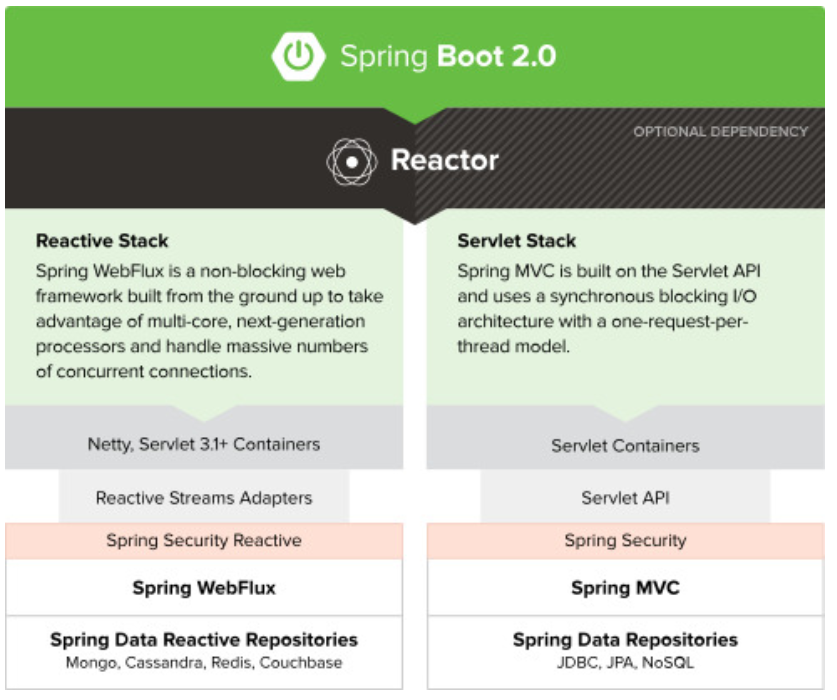 Spring Boot 2.0
OPTIONAL DEPENDENCY
Reactor
Reactive Stack
Spring WebFlux is a non-blocking web
framework built from the ground up to take
advantage of multi-core, next-generation
processors and handle massive numbers
of concurrent connections.
Servlet Stack
Spring MVC is built on the Servlet API
and uses a synchronous blocking I/O
architecture with a one-request-per-
thread model.
Netty, Servlet 3.1+ Containers
Reactive Streams Adapters
Spring Security Reactive
Spring WebFlux
Spring Data Reactive Repositories
Mongo, Cassandra, Redis, Couchbase
Servlet Containers
Servlet API
Spring Security
Spring MVC
Spring Data Repositories
JDBC, JPA, NoSQL